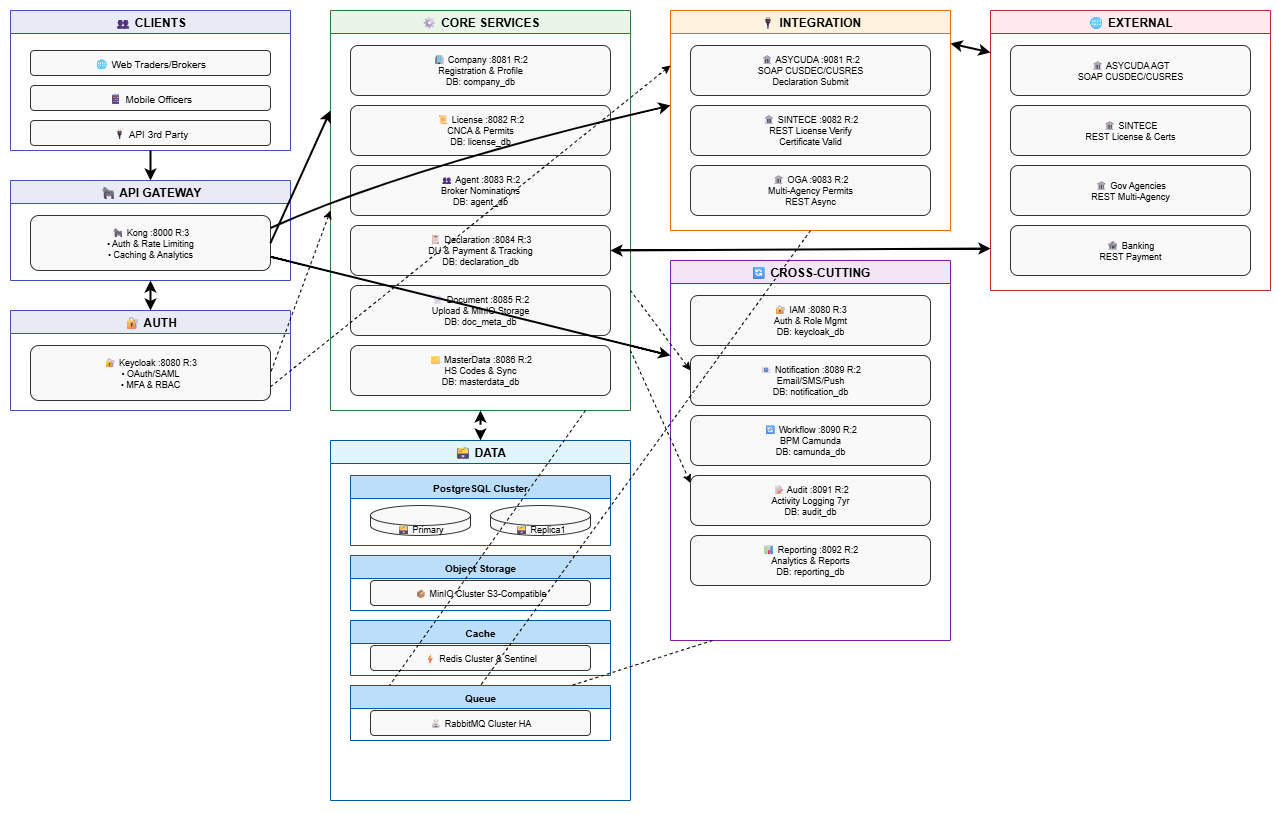 CLIENTS
Web Traders/Brokers
Mobile Officers
API 3rd Party
API GATEWAY
Kong :8000 R:3
• Auth & Rate Limiting
• Caching & Analytics
AUTH
Keycloak :8080 R:3
• OAuth/SAML
• MFA & RBAC
CORE SERVICES
Company :8081 R:2
Registration & Profile
DB: company_db
License :8082 R:2
CNCA & Permits
DB: license_db
Agent :8083 R:2
Broker Nominations
DB: agent_db
Declaration :8084 R:3
DU & Payment & Tracking
DB: declaration_db
Document :8085 R:2
Upload & MinIO Storage
DB: doc_meta_db
MasterData :8086 R:2
HS Codes & Sync
DB: masterdata_db
DATA
PostgreSQL Cluster
Primary
Replica1
Object Storage
MinIO Cluster S3-Compatible
Cache
Redis Cluster & Sentinel
Queue
RabbitMQ Cluster HA
INTEGRATION
ASYCUDA :9081 R:2
SOAP CUSDEC/CUSRES
Declaration Submit
SINTECE :9082 R:2
REST License Verify
Certificate Valid
OGA :9083 R:2
Multi-Agency Permits
REST Async
CROSS-CUTTING
IAM :8080 R:3
Auth & Role Mgmt
DB: keycloak_db
Notification :8089 R:2
Email/SMS/Push
DB: notification_db
Workflow :8090 R:2
BPM Camunda
DB: camunda_db
Audit :8091 R:2
Activity Logging 7yr
DB: audit_db
Reporting :8092 R:2
Analytics & Reports
DB: reporting_db
EXTERNAL
ASYCUDA AGT
SOAP CUSDEC/CUSRES
SINTECE
REST License & Certs
Gov Agencies
REST Multi-Agency
Banking
REST Payment